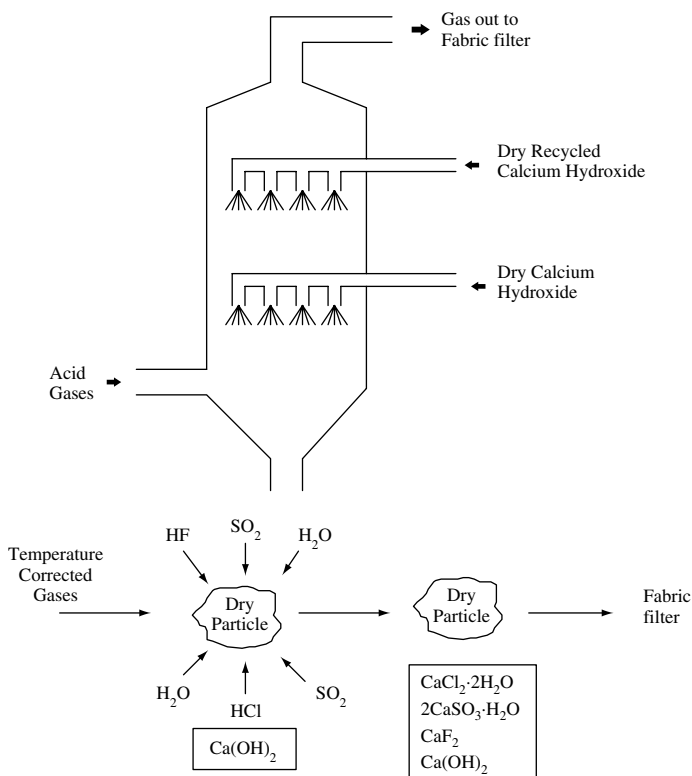 Gas out to
Fabric filter
Dry Recycled
Calcium Hydroxide
Dry Calcium
Hydroxide
Acid
Gases
HF
SO₂
H₂O
Temperature
Corrected
Gases
Dry
Particle
H₂O
HCl
SO₂
Ca(OH)₂
Dry
Particle
CaCl₂·2H₂O
2CaSO₃·H₂O
CaF₂
Ca(OH)₂
Fabric
filter